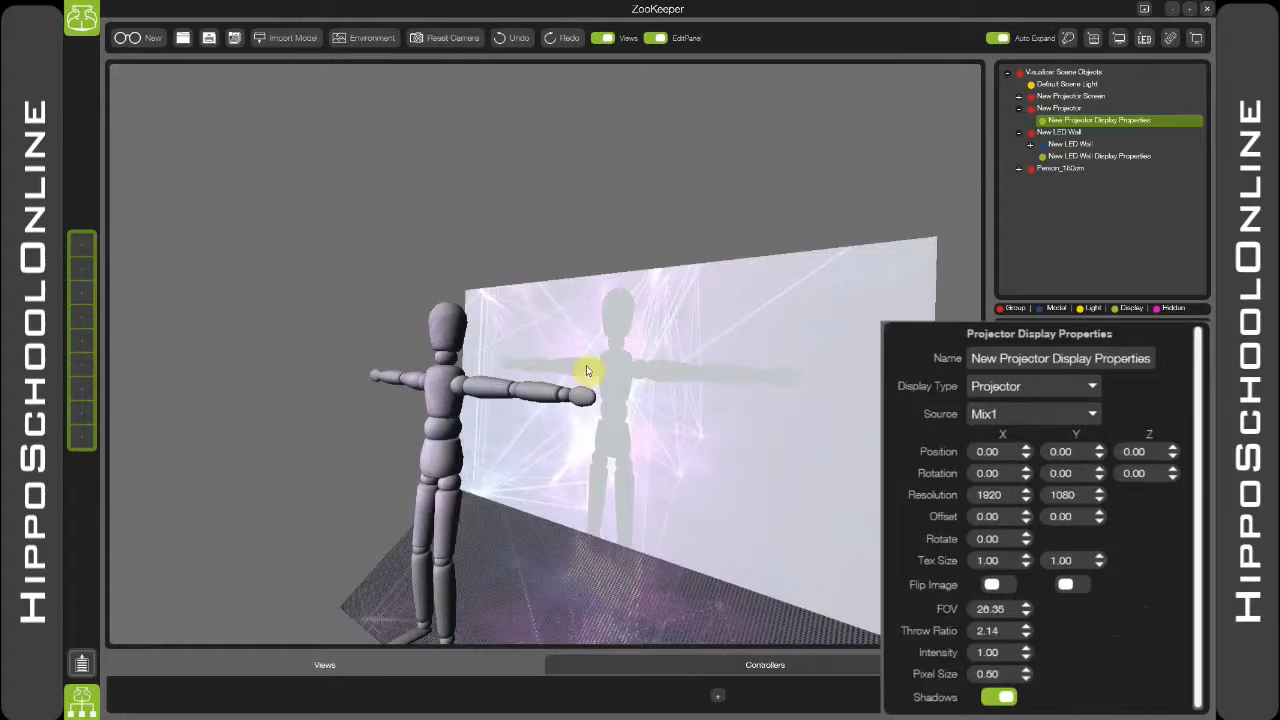 ZooKeeper
New
Import Model
Environment
Reset Camera
Undo
Redo
Views
EditPanel
Auto Expand
HippoSchoolOnline
HippoSchoolOnline
Visualizer Scene Objects
Default Scene Light
New Projector Screen
New Projector
New Projector Display Properties
New LED Wall
New LED Wall
New LED Wall Display Properties
Person_180cm
Group Modal Light Display Hidden
Projector Display Properties
Name New Projector Display Properties
Display Type Projector
Source Mix1
X Y Z
Position 0.00 0.00 0.00
Rotation 0.00 0.00 0.00
Resolution 1920 1080
Offset 0.00 0.00
Rotate 0.00
Tex Size 1.00 1.00
Flip Image
FOV 26.35
Throw Ratio 2.14
Intensity 1.00
Pixel Size 0.50
Shadows
Views
Controllers